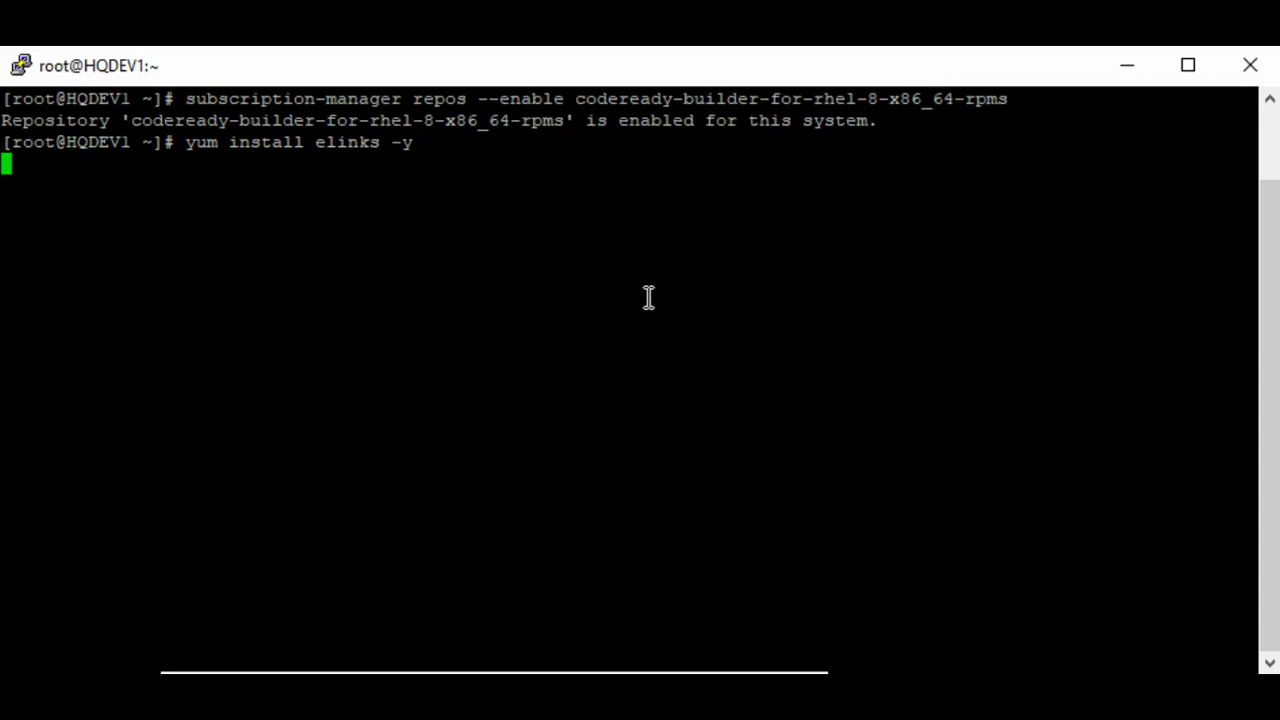 root@HQDEV1:~
[root@HQDEV1 ~]# subscription-manager repos --enable codeready-builder-for-rhel-8-x86_64-rpms
Repository 'codeready-builder-for-rhel-8-x86_64-rpms' is enabled for this system.
[root@HQDEV1 ~]# yum install elinks -y